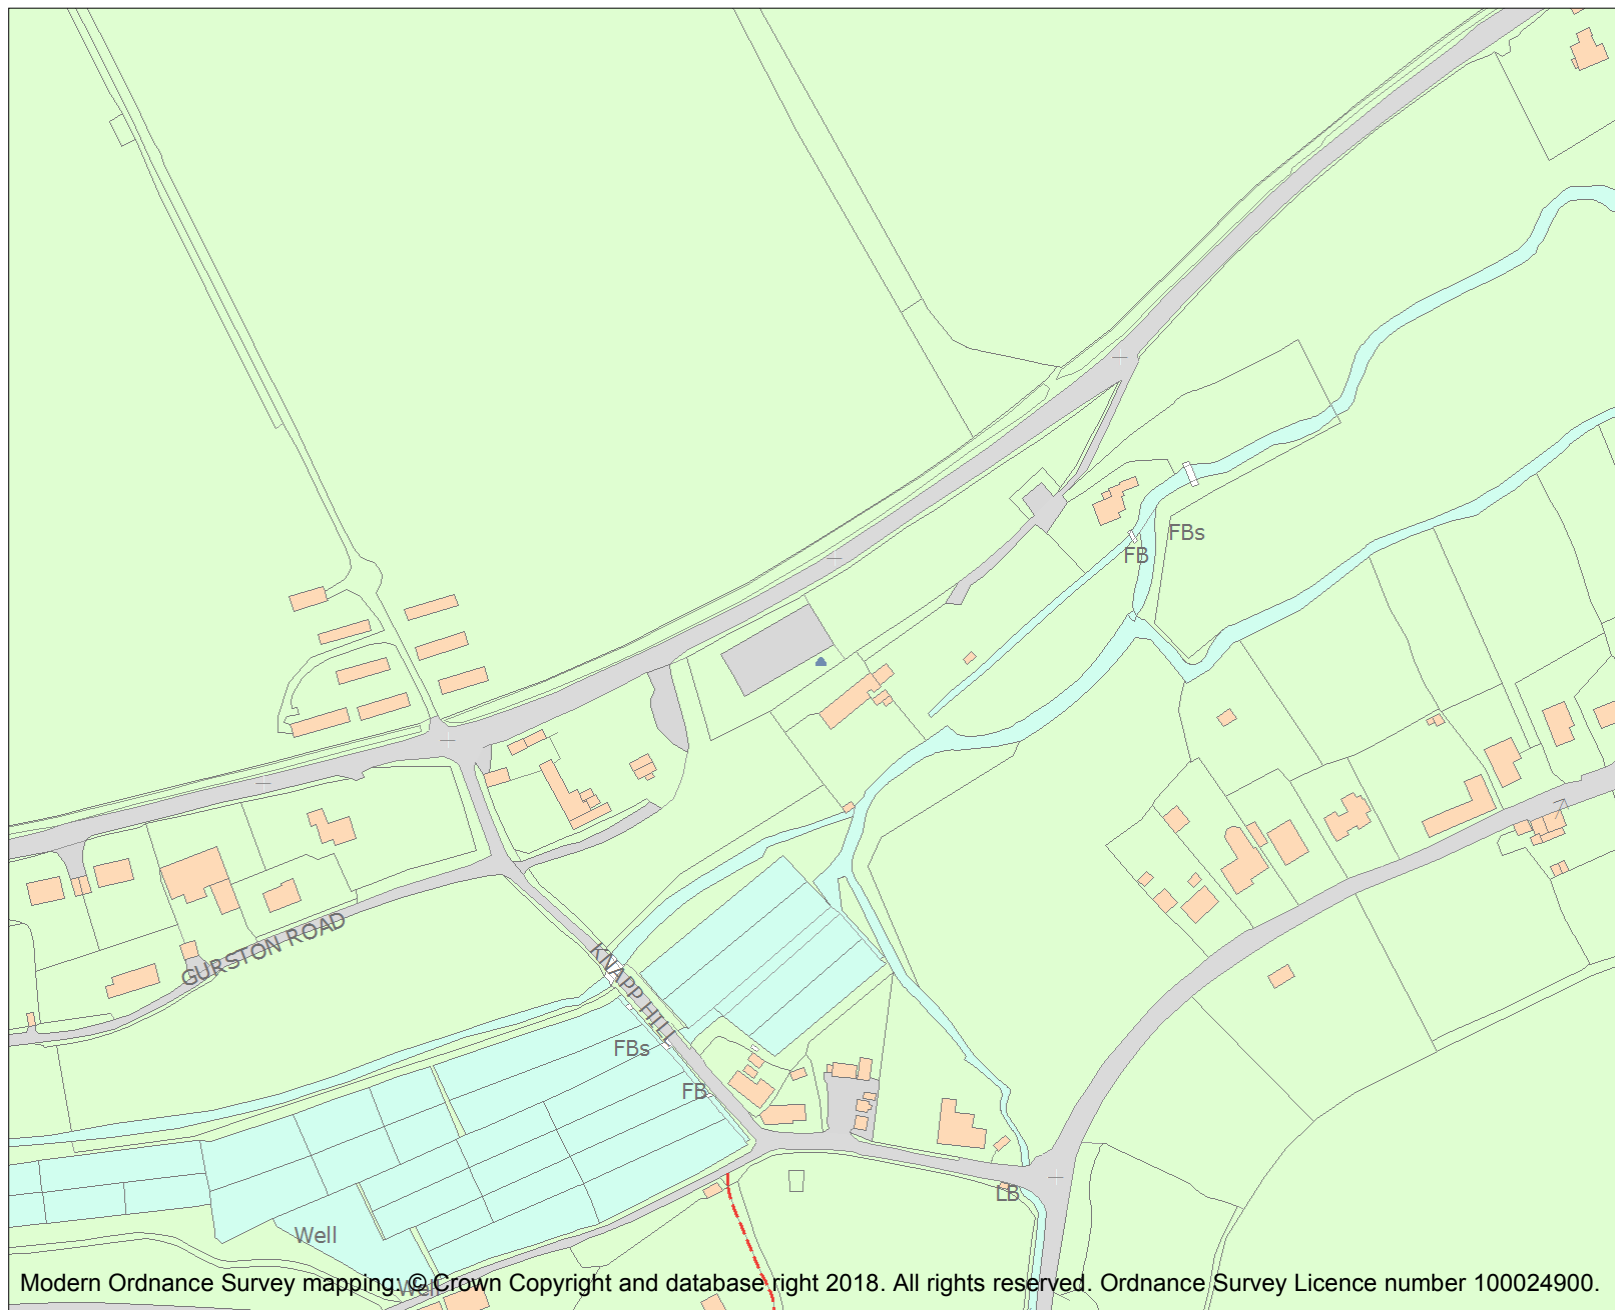 FBs
FB
GURSTON ROAD
KNAPP HILL
FBs
FB
LB
Well
Well
Modern Ordnance Survey mapping: © Crown Copyright and database right 2018. All rights reserved. Ordnance Survey Licence number 100024900.